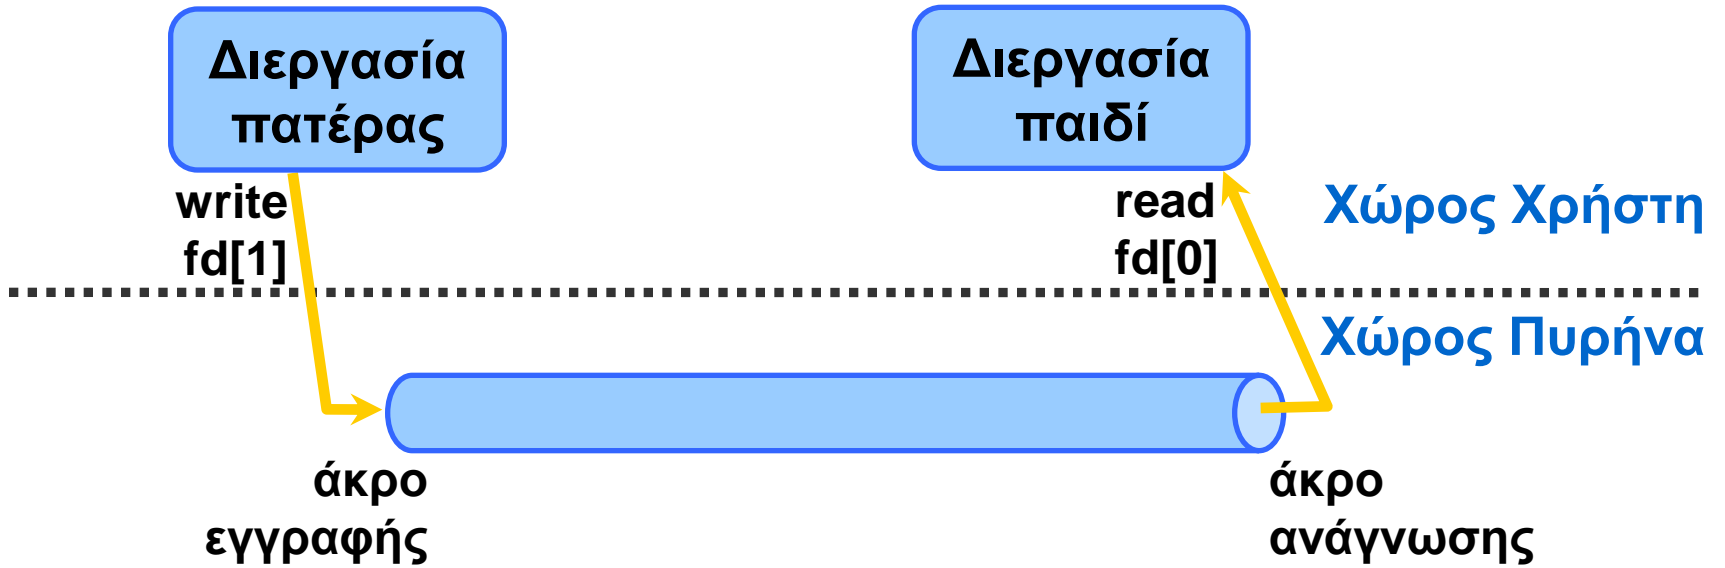 Διεργασία
πατέρας
Διεργασία
παιδί
write
fd[1]
read
fd[0]
Χώρος Χρήστη
Χώρος Πυρήνα
άκρο
εγγραφής
άκρο
ανάγνωσης